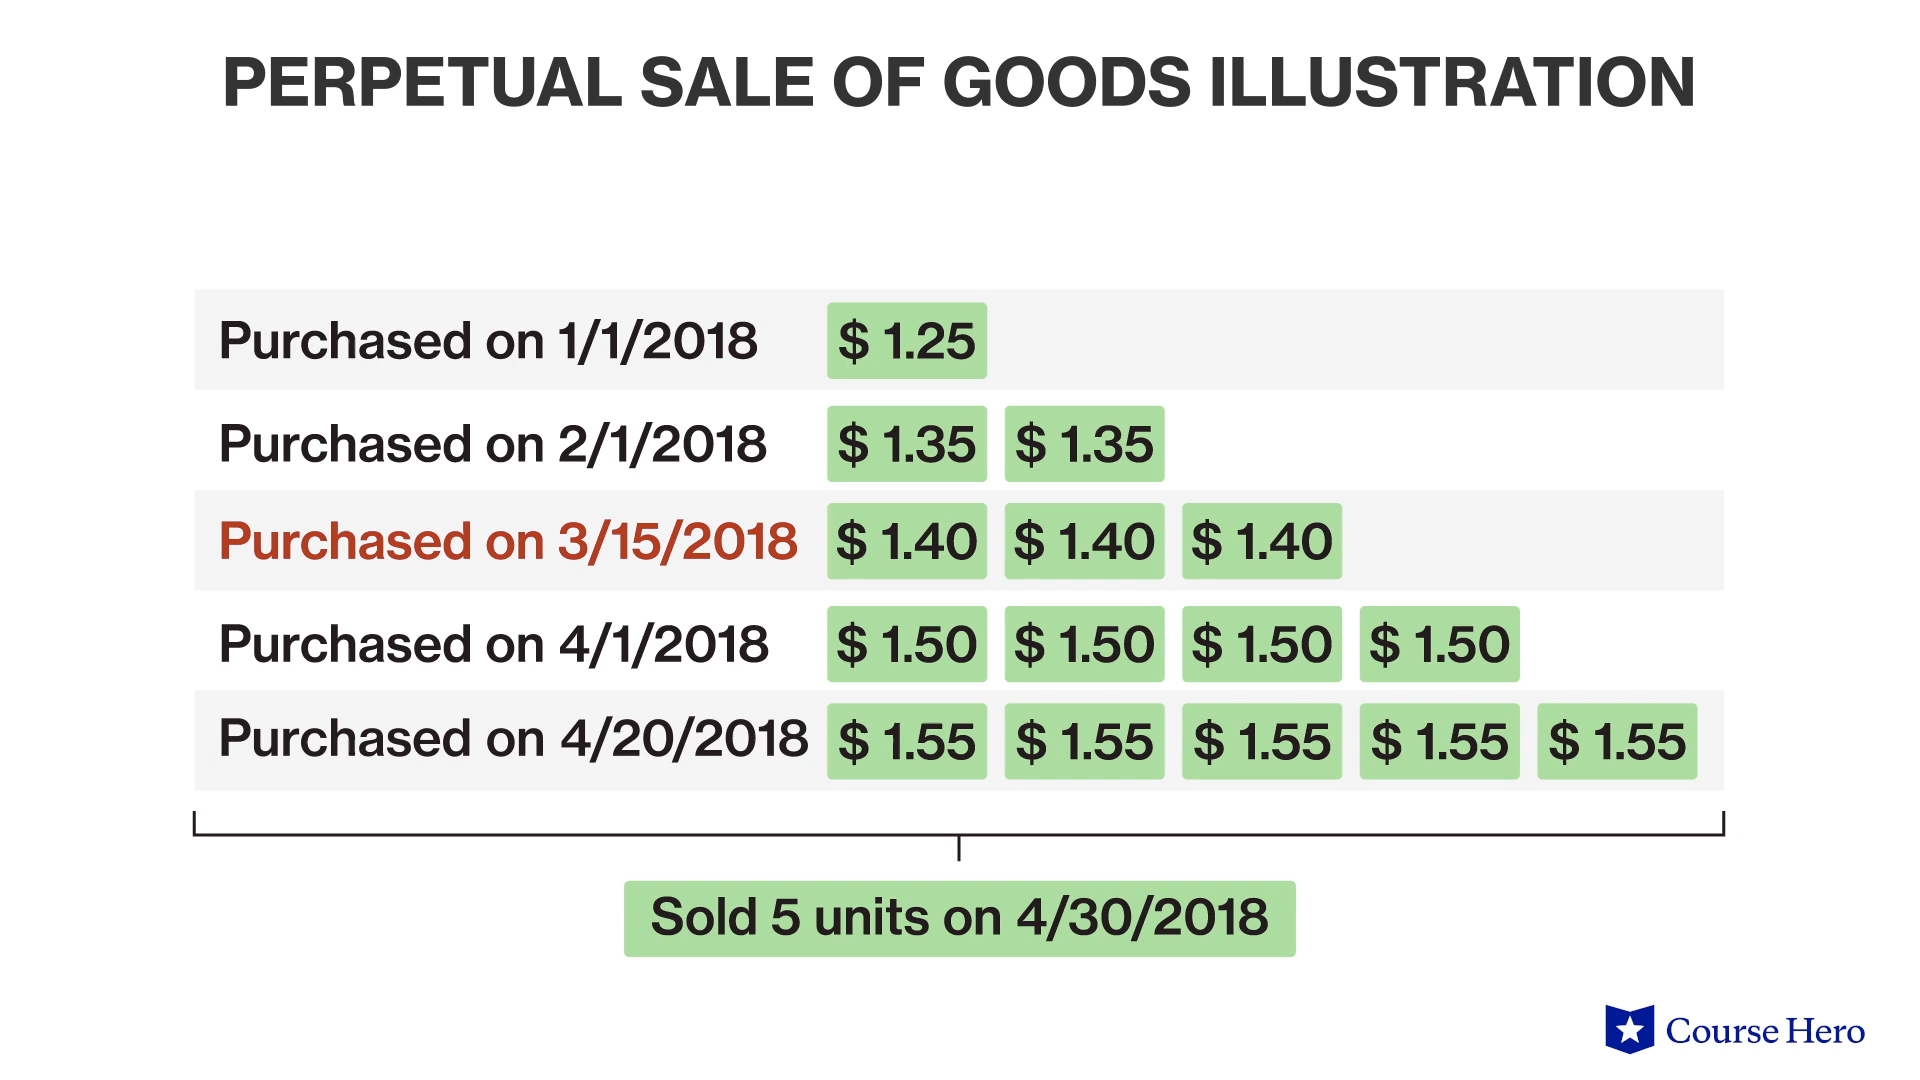 PERPETUAL SALE OF GOODS ILLUSTRATION
Purchased on 1/1/2018 $ 1.25
Purchased on 2/1/2018 $ 1.35 $ 1.35
Purchased on 3/15/2018 $ 1.40 $ 1.40 $ 1.40
Purchased on 4/1/2018 $ 1.50 $ 1.50 $ 1.50 $ 1.50
Purchased on 4/20/2018 $ 1.55 $ 1.55 $ 1.55 $ 1.55 $ 1.55
Sold 5 units on 4/30/2018
Course Hero